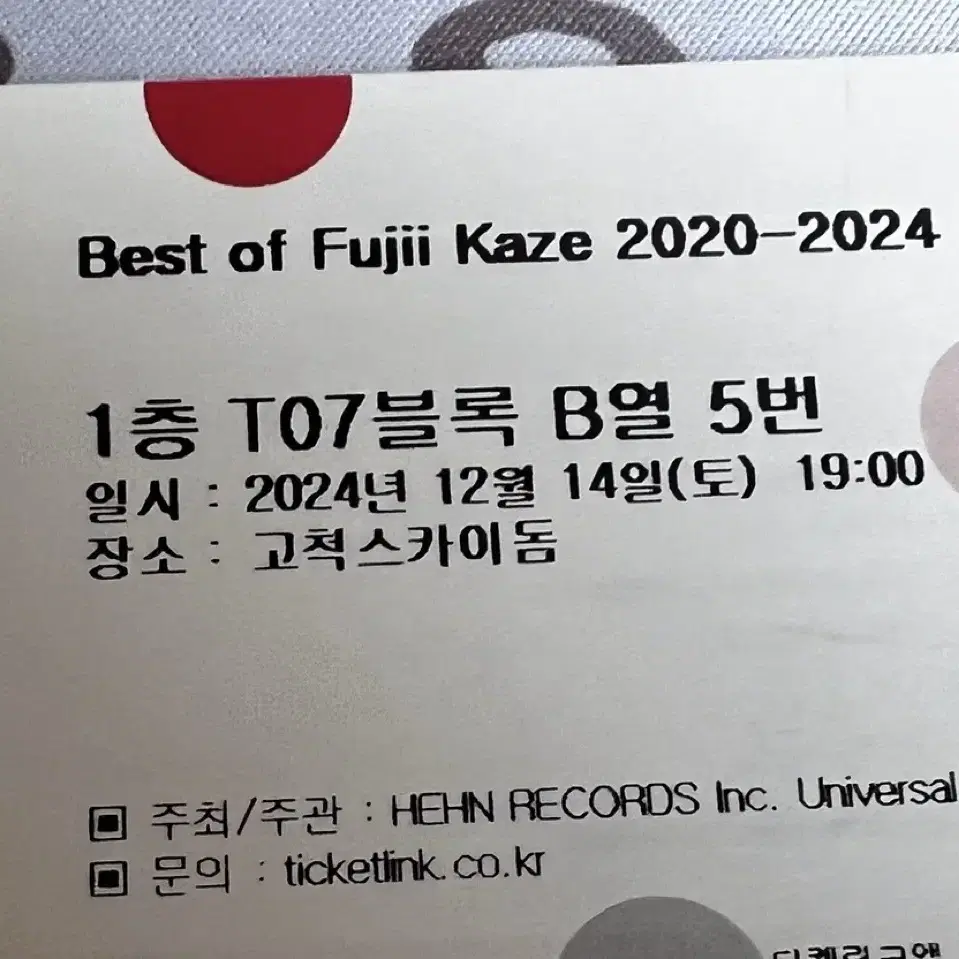 Best of Fujii Kaze 2020-2024
1층 T07블록 B열 5번
일시 : 2024년 12월 14일(토) 19:00
장소 : 고척스카이돔
▣ 주최/주관 : HEHN RECORDS Inc. Universal
▣ 문의 : ticketlink.co.kr